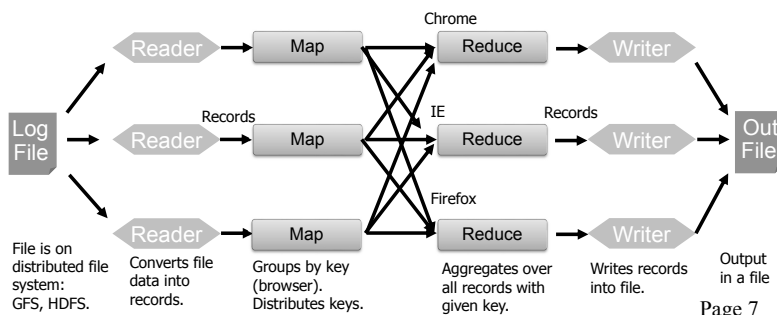 Chrome
Reader Map Reduce Writer
Log
File
Records
IE
Records
Out
File
Reader Map Reduce Writer
Firefox
Reader Map Reduce Writer
File is on
distributed file
system:
GFS, HDFS.
Converts file
data into
records.
Groups by key
(browser).
Distributes keys.
Aggregates over
all records with
given key.
Writes records
into file.
Output
in a file
Page 7